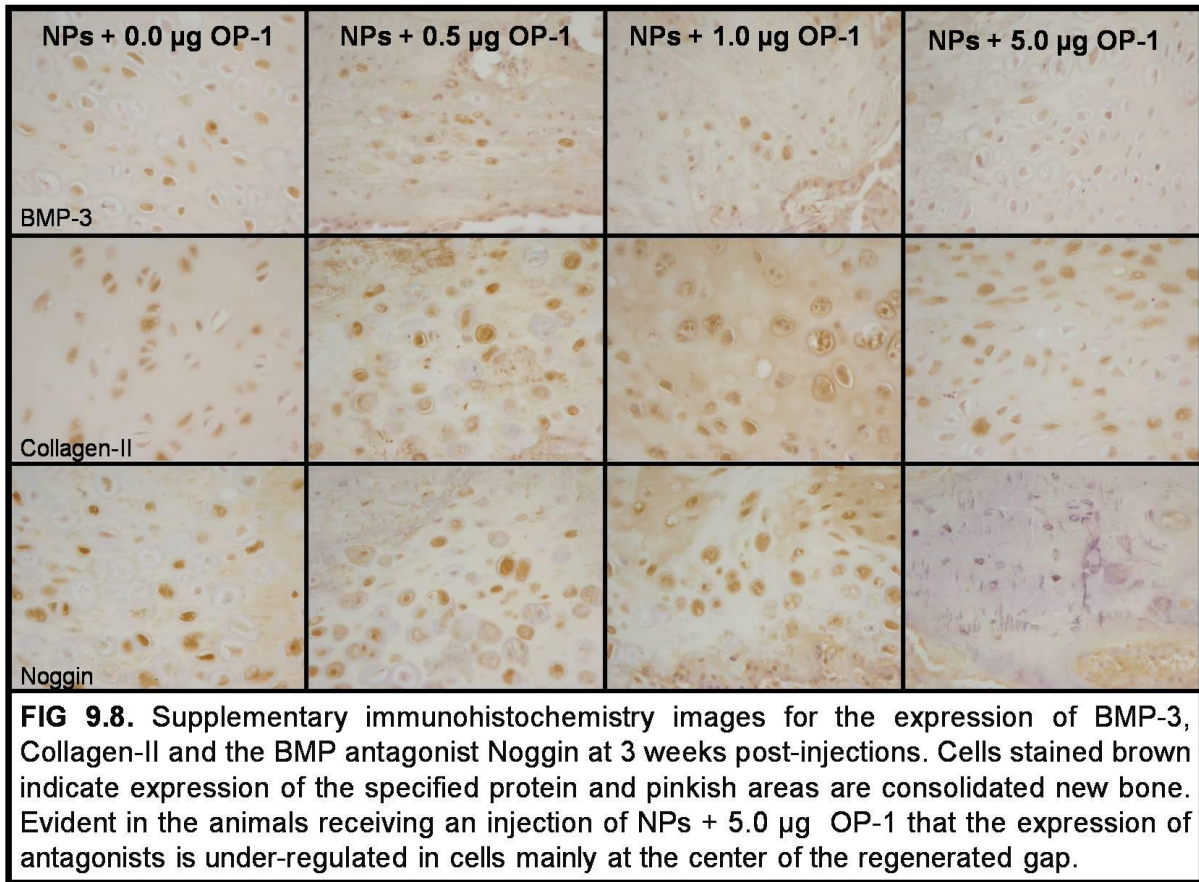 NPs + 0.0 µg OP-1
NPs + 0.5 µg OP-1
NPs + 1.0 µg OP-1
NPs + 5.0 µg OP-1
BMP-3
Collagen-II
Noggin
FIG 9.8. Supplementary immunohistochemistry images for the expression of BMP-3,
Collagen-II and the BMP antagonist Noggin at 3 weeks post-injections. Cells stained brown
indicate expression of the specified protein and pinkish areas are consolidated new bone.
Evident in the animals receiving an injection of NPs + 5.0 µg OP-1 that the expression of
antagonists is under-regulated in cells mainly at the center of the regenerated gap.